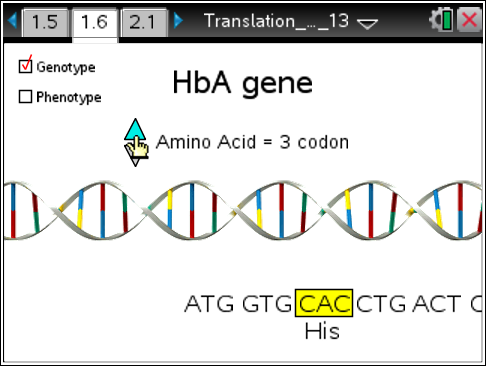 1.5 1.6 2.1 Translation_…_13
Genotype
Phenotype
HbA gene
Amino Acid = 3 codon
ATG GTG CAC CTG ACT
His